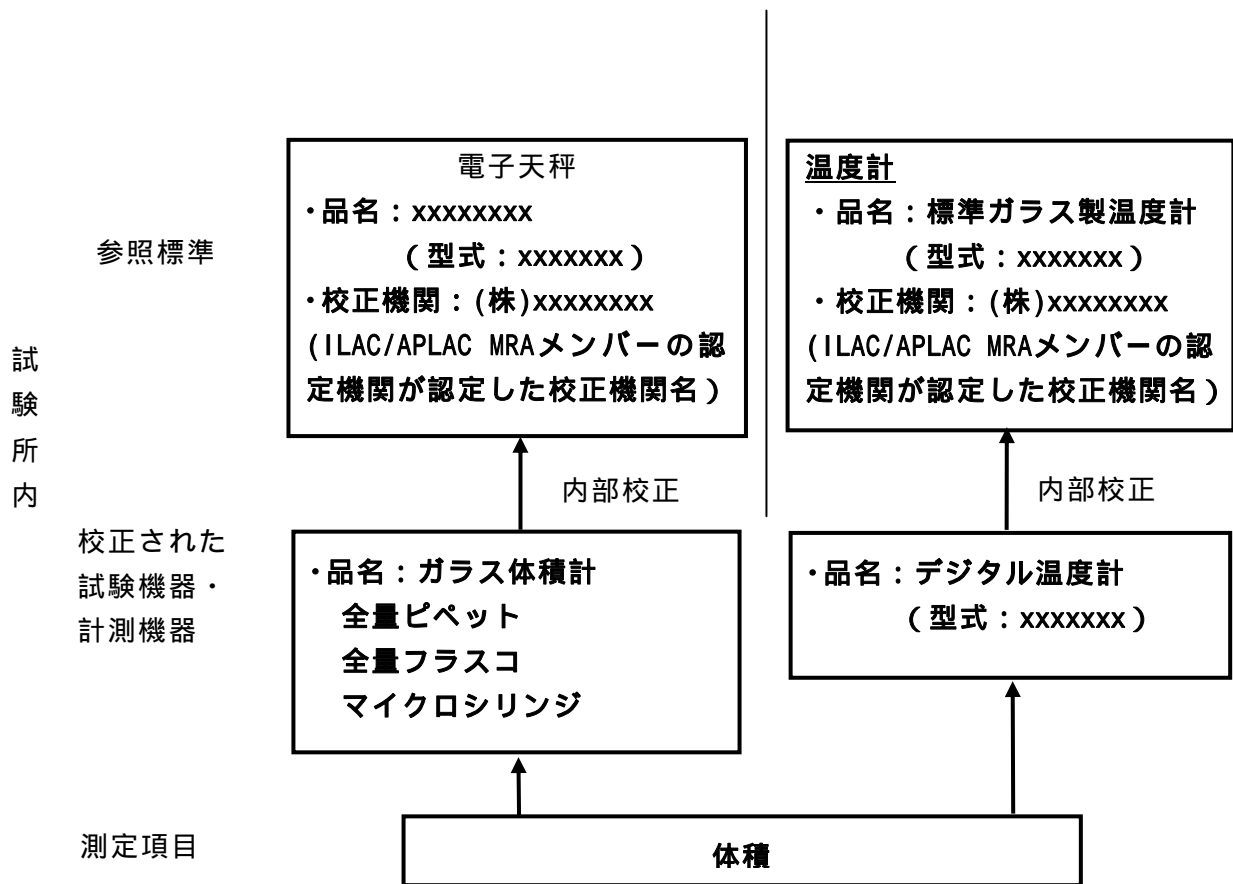 電子天秤
・品名：xxxxxxxx
（型式：xxxxxxx）
・校正機関：(株)xxxxxxxx
(ILAC/APLAC MRAメンバーの認
定機関が認定した校正機関名）
温度計
・品名：標準ガラス製温度計
（型式：xxxxxxx）
・校正機関：(株)xxxxxxxx
(ILAC/APLAC MRAメンバーの認
定機関が認定した校正機関名）
参照標準
試
験
所
内
内部校正
内部校正
校正された
試験機器・
計測機器
・品名：ガラス体積計
全量ピペット
全量フラスコ
マイクロシリンジ
・品名：デジタル温度計
（型式：xxxxxxx）
測定項目
体積